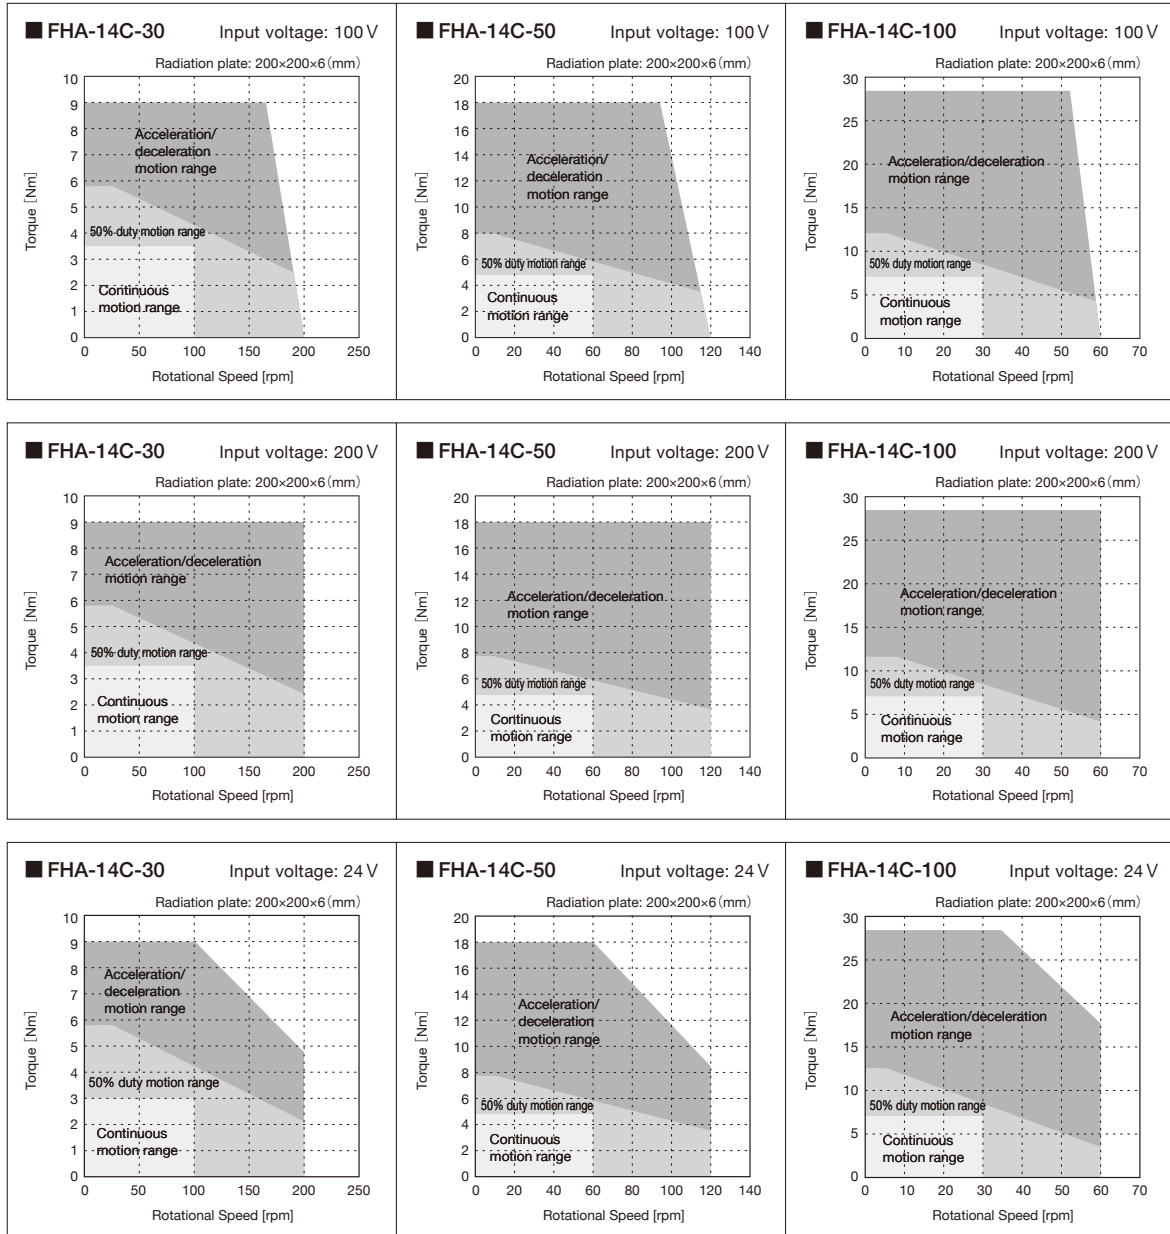 ■ FHA-14C-30 Input voltage: 100 V
Radiation plate: 200×200×6(mm)
10
9
8
7
6
5
4
3
2
1
0
Torque [Nm]
Acceleration/
deceleration
motion range
50% duty motion range
Continuous
motion range
0 50 100 150 200 250
Rotational Speed [rpm]
■ FHA-14C-50 Input voltage: 100 V
Radiation plate: 200×200×6(mm)
20
18
16
14
12
10
8
6
4
2
0
Torque [Nm]
Acceleration/
deceleration
motion range
50% duty motion range
Continuous
motion range
0 20 40 60 80 100 120 140
Rotational Speed [rpm]
■ FHA-14C-100 Input voltage: 100 V
Radiation plate: 200×200×6(mm)
30
25
20
15
10
5
0
Torque [Nm]
Acceleration/deceleration
motion range
50% duty motion range
Continuous
motion range
0 10 20 30 40 50 60 70
Rotational Speed [rpm]
■ FHA-14C-30 Input voltage: 200 V
Radiation plate: 200×200×6(mm)
10
9
8
7
6
5
4
3
2
1
0
Torque [Nm]
Acceleration/deceleration
motion range
50% duty motion range
Continuous
motion range
0 50 100 150 200 250
Rotational Speed [rpm]
■ FHA-14C-50 Input voltage: 200 V
Radiation plate: 200×200×6(mm)
20
18
16
14
12
10
8
6
4
2
0
Torque [Nm]
Acceleration/deceleration
motion range
50% duty motion range
Continuous
motion range
0 20 40 60 80 100 120 140
Rotational Speed [rpm]
■ FHA-14C-100 Input voltage: 200 V
Radiation plate: 200×200×6(mm)
30
25
20
15
10
5
0
Torque [Nm]
Acceleration/deceleration
motion range
50% duty motion range
Continuous
motion range
0 10 20 30 40 50 60 70
Rotational Speed [rpm]
■ FHA-14C-30 Input voltage: 24 V
Radiation plate: 200×200×6(mm)
10
9
8
7
6
5
4
3
2
1
0
Torque [Nm]
Acceleration/
deceleration
motion range
50% duty motion range
Continuous
motion range
0 50 100 150 200 250
Rotational Speed [rpm]
■ FHA-14C-50 Input voltage: 24 V
Radiation plate: 200×200×6(mm)
20
18
16
14
12
10
8
6
4
2
0
Torque [Nm]
Acceleration/
deceleration
motion range
50% duty motion range
Continuous
motion range
0 20 40 60 80 100 120 140
Rotational Speed [rpm]
■ FHA-14C-100 Input voltage: 24 V
Radiation plate: 200×200×6(mm)
30
25
20
15
10
5
0
Torque [Nm]
Acceleration/deceleration
motion range
50% duty motion range
Continuous
motion range
0 10 20 30 40 50 60 70
Rotational Speed [rpm]